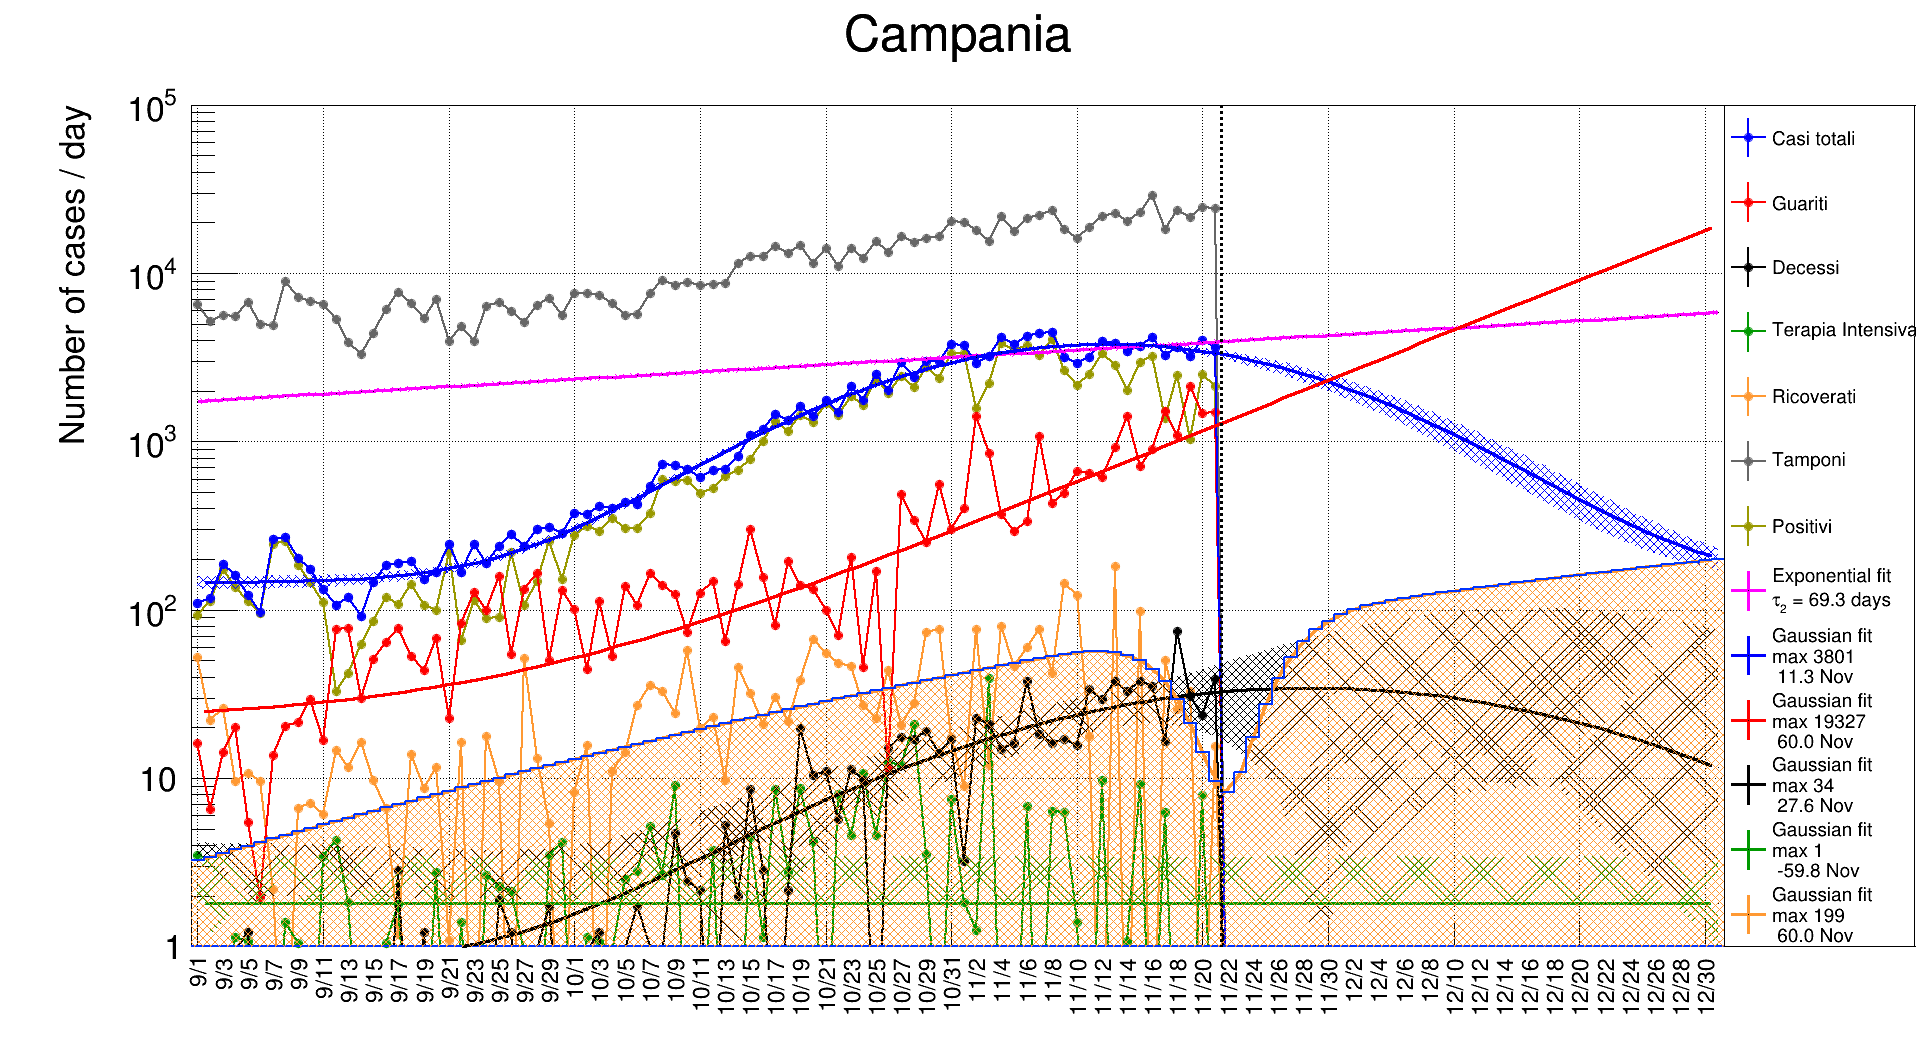 Campania
Number of cases / day
10^5
10^4
10^3
10^2
10
1
9/1 9/3 9/5 9/7 9/9 9/11 9/13 9/15 9/17 9/19 9/21 9/23 9/25 9/27 9/29 10/1 10/3 10/5 10/7 10/9 10/11 10/13 10/15 10/17 10/19 10/21 10/23 10/25 10/27 10/29 10/31 11/2 11/4 11/6 11/8 11/10 11/12 11/14 11/16 11/18 11/20 11/22 11/24 11/26 11/28 11/30 12/2 12/4 12/6 12/8 12/10 12/12 12/14 12/16 12/18 12/20 12/22 12/24 12/26 12/28 12/30
Casi totali
Guariti
Decessi
Terapia Intensiva
Ricoverati
Tamponi
Positivi
Exponential fit
τ2 = 69.3 days
Gaussian fit
max 3801
11.3 Nov
Gaussian fit
max 19327
60.0 Nov
Gaussian fit
max 34
27.6 Nov
Gaussian fit
max 1
-59.8 Nov
Gaussian fit
max 199
60.0 Nov